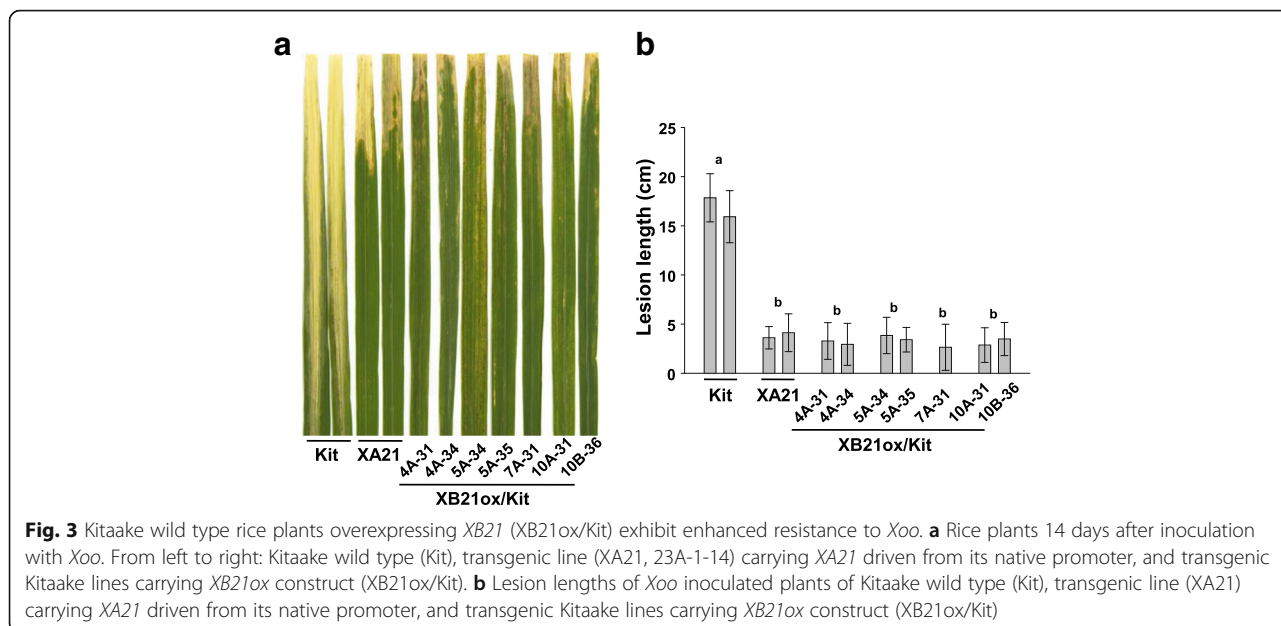 a
Kit
XA21
4A-31
4A-34
5A-34
5A-35
7A-31
10A-31
10B-36
XB21ox/Kit
b
Lesion length (cm)
25
20
15
10
5
0
a
b
b
b
b
b
Kit
XA21
4A-31
4A-34
5A-34
5A-35
7A-31
10A-31
10B-36
XB21ox/Kit
Fig. 3 Kitaake wild type rice plants overexpressing XB21 (XB21ox/Kit) exhibit enhanced resistance to Xoo. a Rice plants 14 days after inoculation
with Xoo. From left to right: Kitaake wild type (Kit), transgenic line (XA21, 23A-1-14) carrying XA21 driven from its native promoter, and transgenic
Kitaake lines carrying XB21ox construct (XB21ox/Kit). b Lesion lengths of Xoo inoculated plants of Kitaake wild type (Kit), transgenic line (XA21)
carrying XA21 driven from its native promoter, and transgenic Kitaake lines carrying XB21ox construct (XB21ox/Kit)